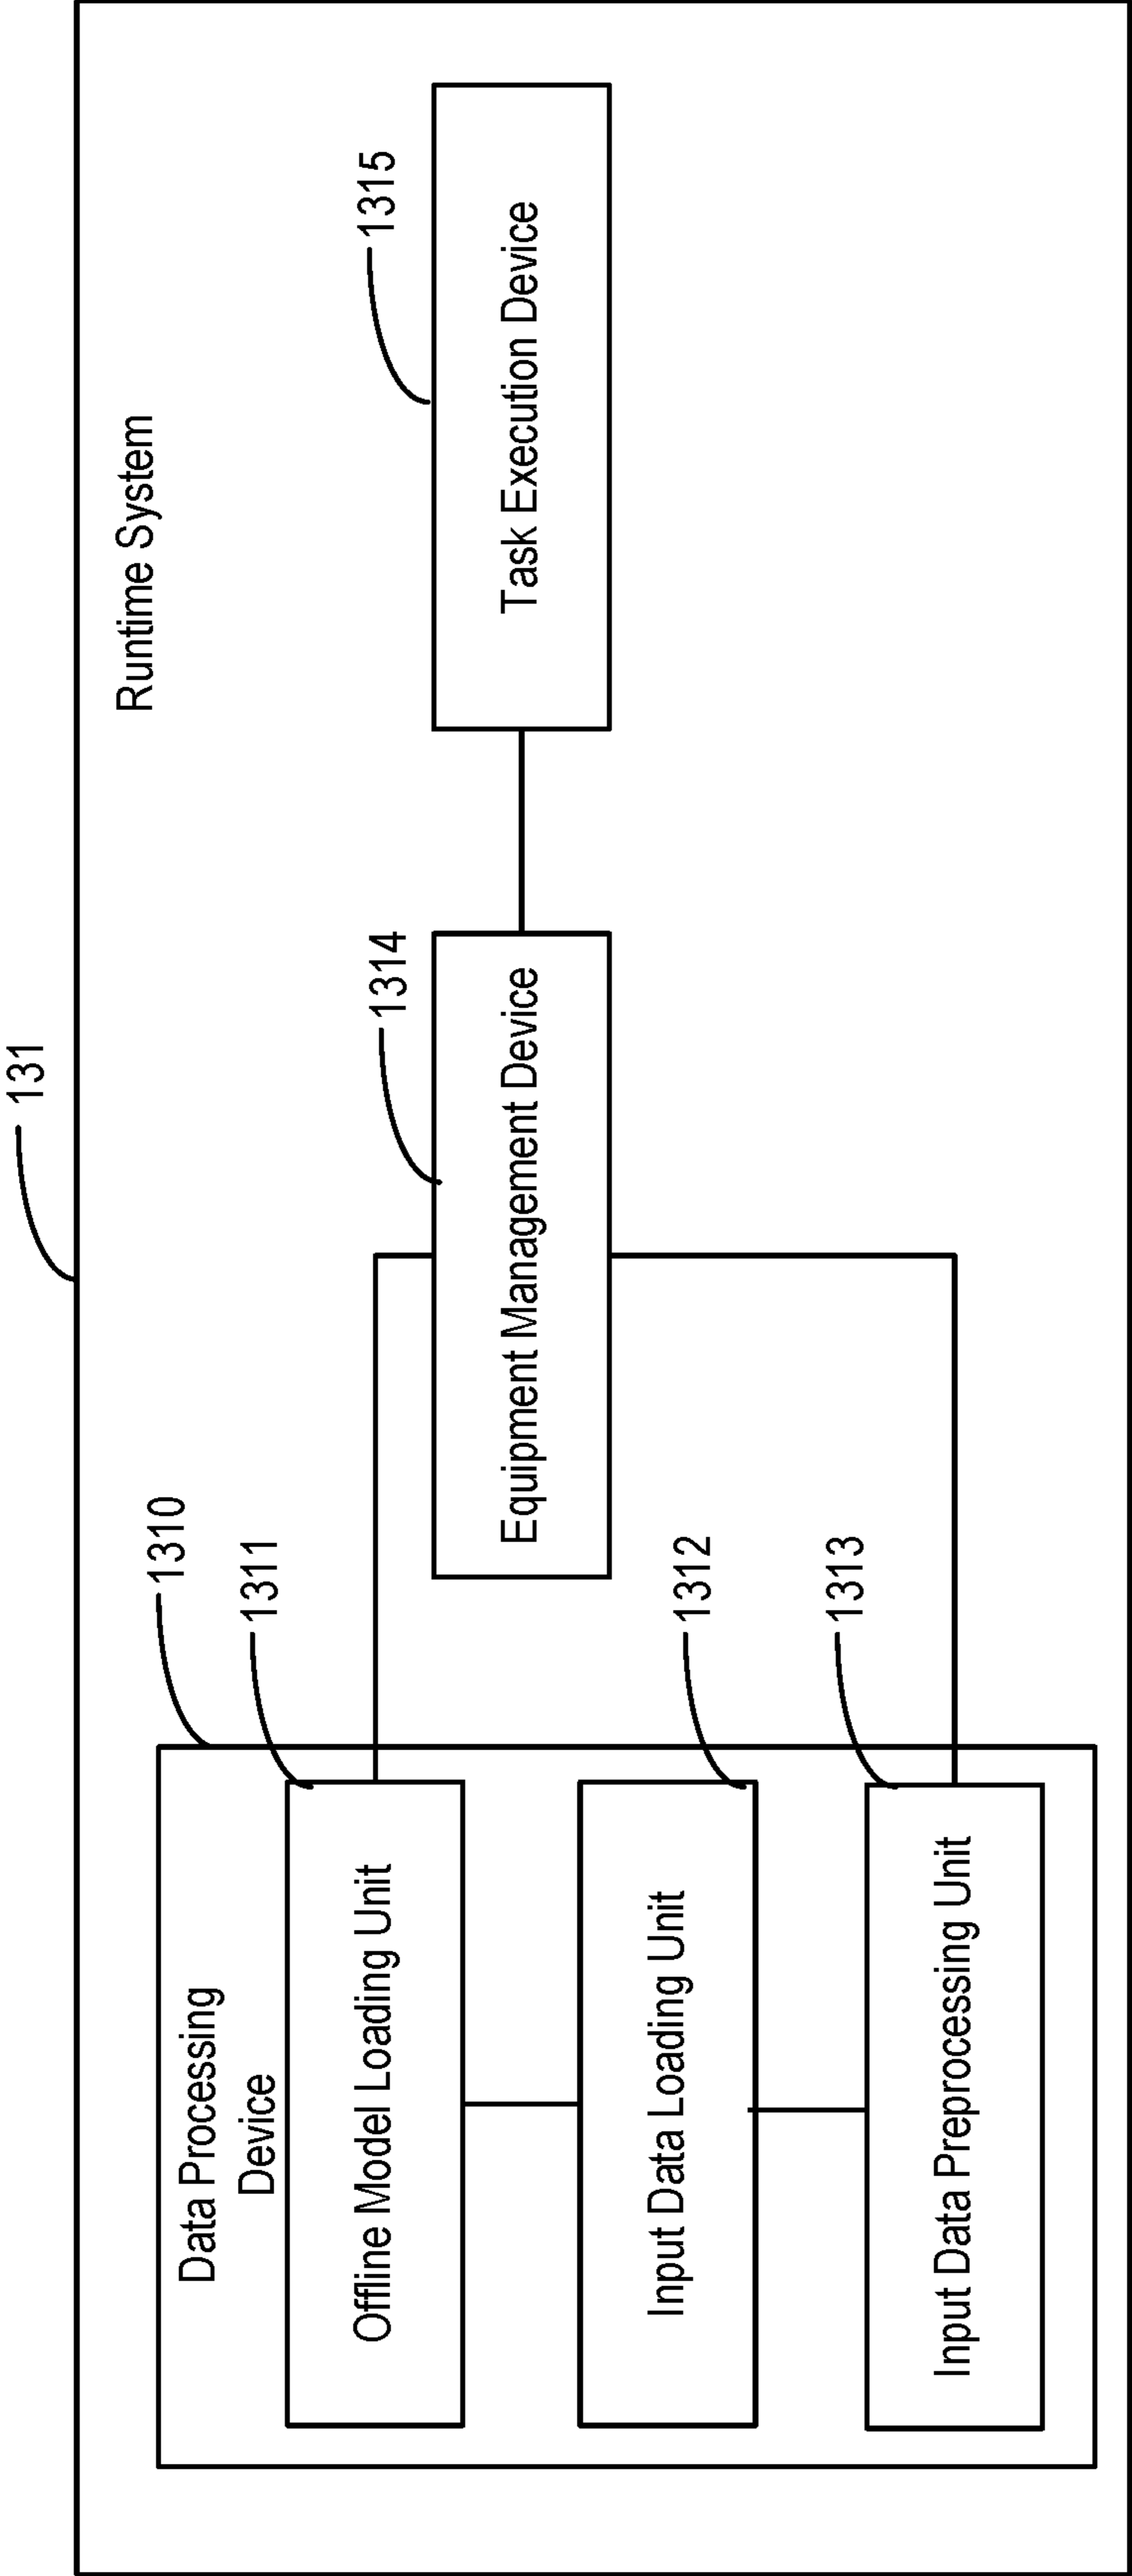 131
Runtime System
1310
Data Processing
Device
1311
Offline Model Loading Unit
1312
Input Data Loading Unit
1313
Input Data Preprocessing Unit
1314
Equipment Management Device
1315
Task Execution Device